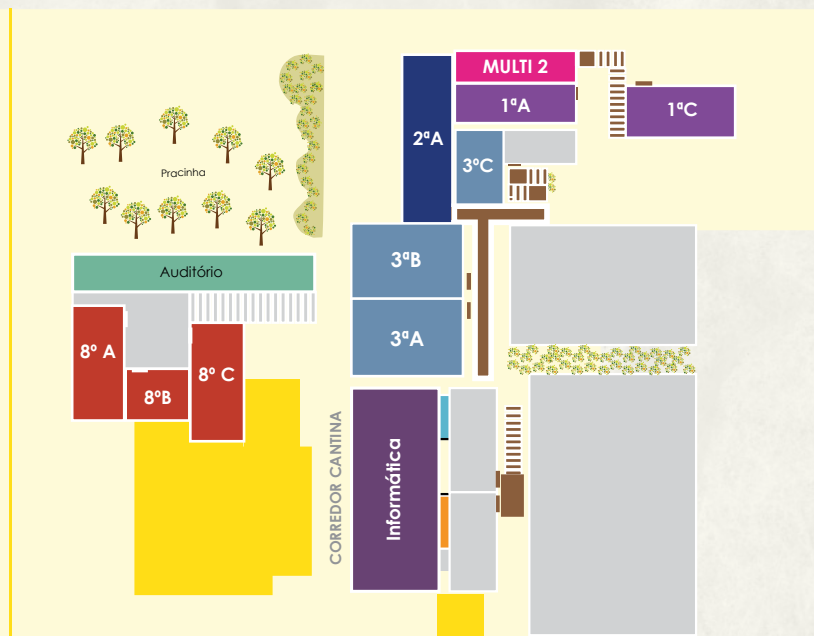 MULTI 2
1ªA
1ªC
2ªA
3ºC
Pracinha
3ªB
Auditório
3ªA
8º A
8º C
8ºB
CORREDOR CANTINA
Informática